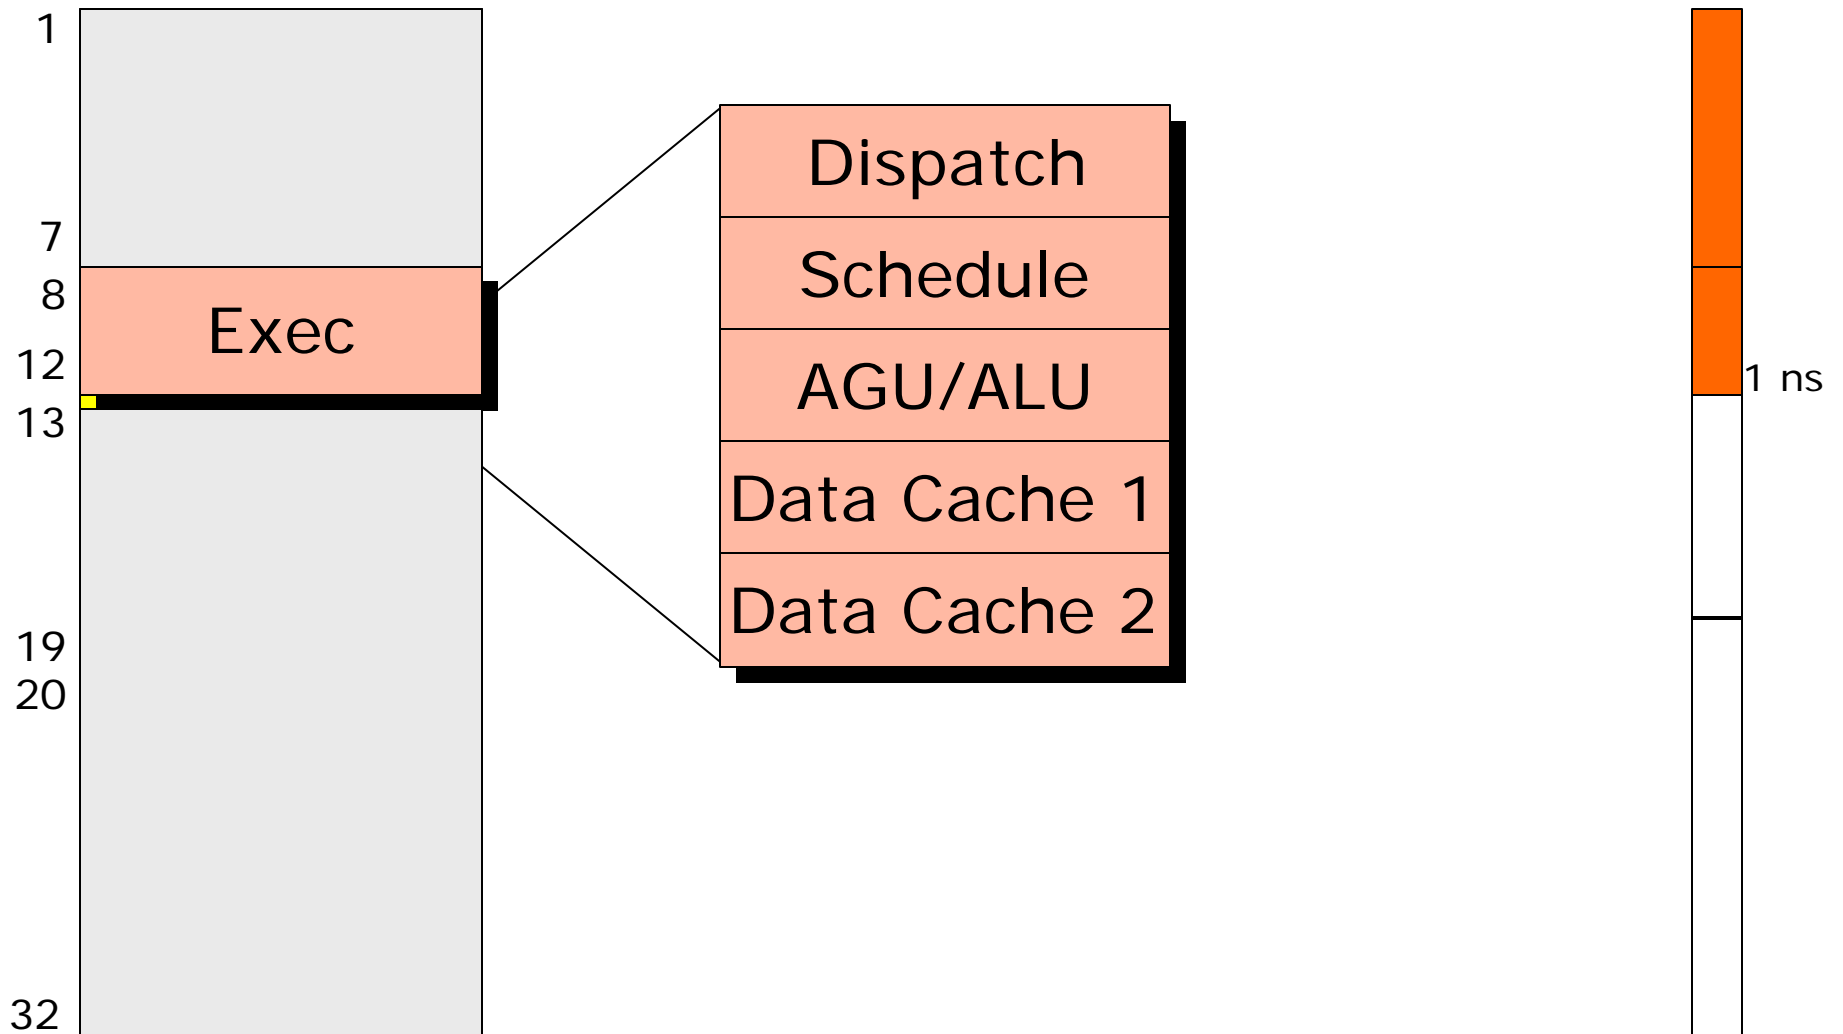 1
7
8
12
13
19
20
32
Exec
Dispatch
Schedule
AGU/ALU
Data Cache 1
Data Cache 2
1 ns